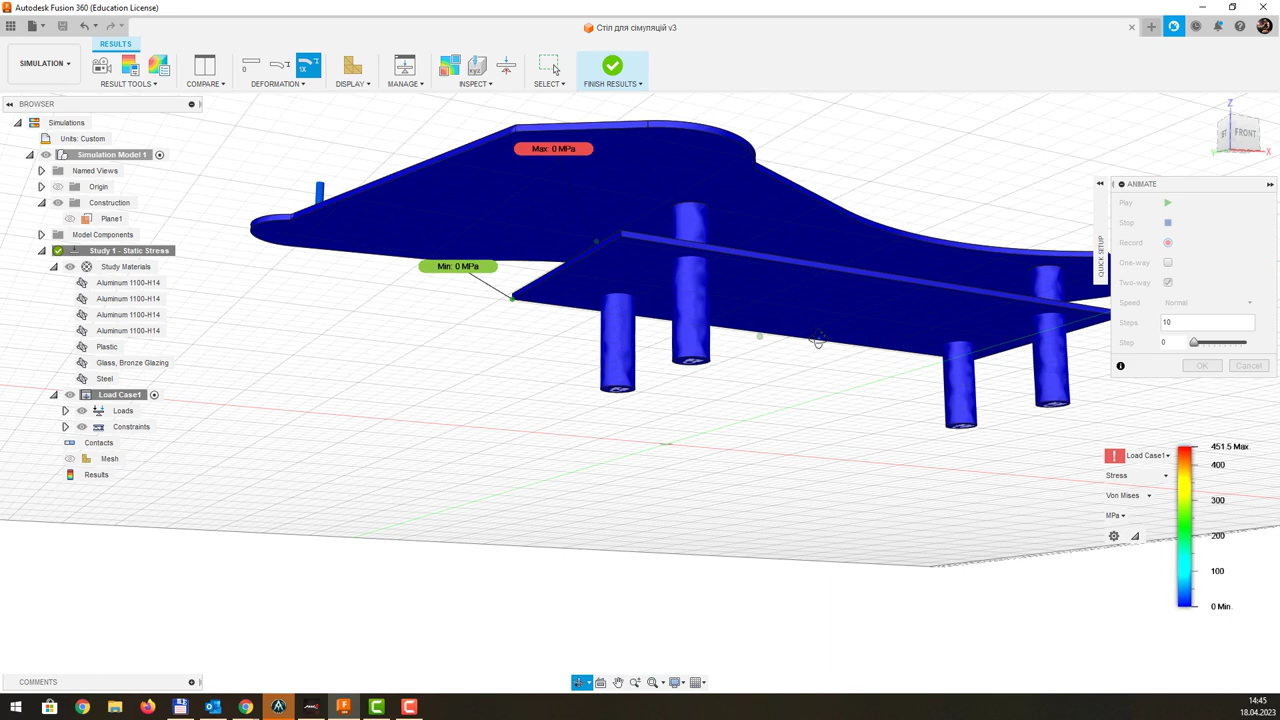 Autodesk Fusion 360 (Education License)
Стіл для сімуляцій v3
RESULTS
SIMULATION
RESULT TOOLS
COMPARE
1X
DEFORMATION
DISPLAY
MANAGE
XYZ
INSPECT
SELECT
FINISH RESULTS
BROWSER
Simulations
Units: Custom
Simulation Model 1
Named Views
Origin
Construction
Plane1
Model Components
Study 1 - Static Stress
Study Materials
Aluminum 1100-H14
Aluminum 1100-H14
Aluminum 1100-H14
Aluminum 1100-H14
Plastic
Glass, Bronze Glazing
Steel
Load Case1
Loads
Constraints
Contacts
Mesh
Results
Max: 0 MPa
Min: 0 MPa
Z
FRONT
X
QUICK SETUP
ANIMATE
Play
Stop
Record
One-way
Two-way
Speed Normal
Steps 10
Step 0
OK Cancel
Load Case1
Stress
Von Mises
MPa
451.5 Max.
400
300
200
100
0 Min.
COMMENTS
14:45
18.04.2023